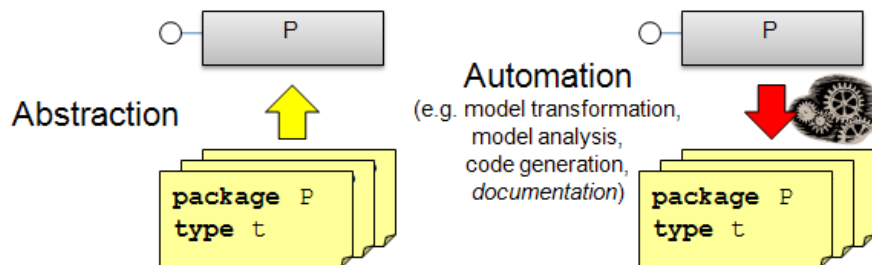 P
Abstraction
package P
type t
P
Automation
(e.g. model transformation,
model analysis,
code generation,
documentation)
package P
type t